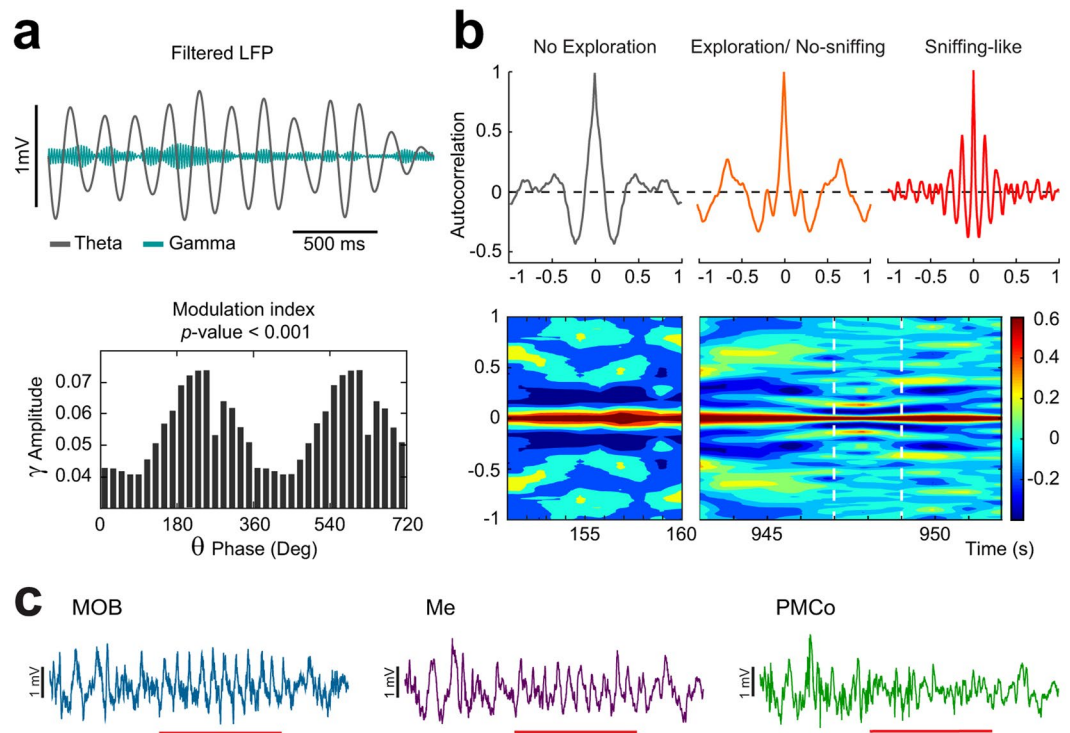 a
Filtered LFP
1mV
Theta
Gamma
500 ms
Modulation index
p-value < 0.001
γ Amplitude
0.07
0.06
0.05
0.04
0 180 360 540 720
θ Phase (Deg)
b
No Exploration
Exploration/ No-sniffing
Sniffing-like
Autocorrelation
1
0.5
0
-0.5
-1 -0.5 0 0.5 1
-1 -0.5 0 0.5 1
-1 -0.5 0 0.5 1
1
0.5
0
-0.5
-1
155 160
945 950
Time (s)
0.6
0.4
0.2
0
-0.2
c
MOB
1 mV
Me
1 mV
PMCo
1 mV